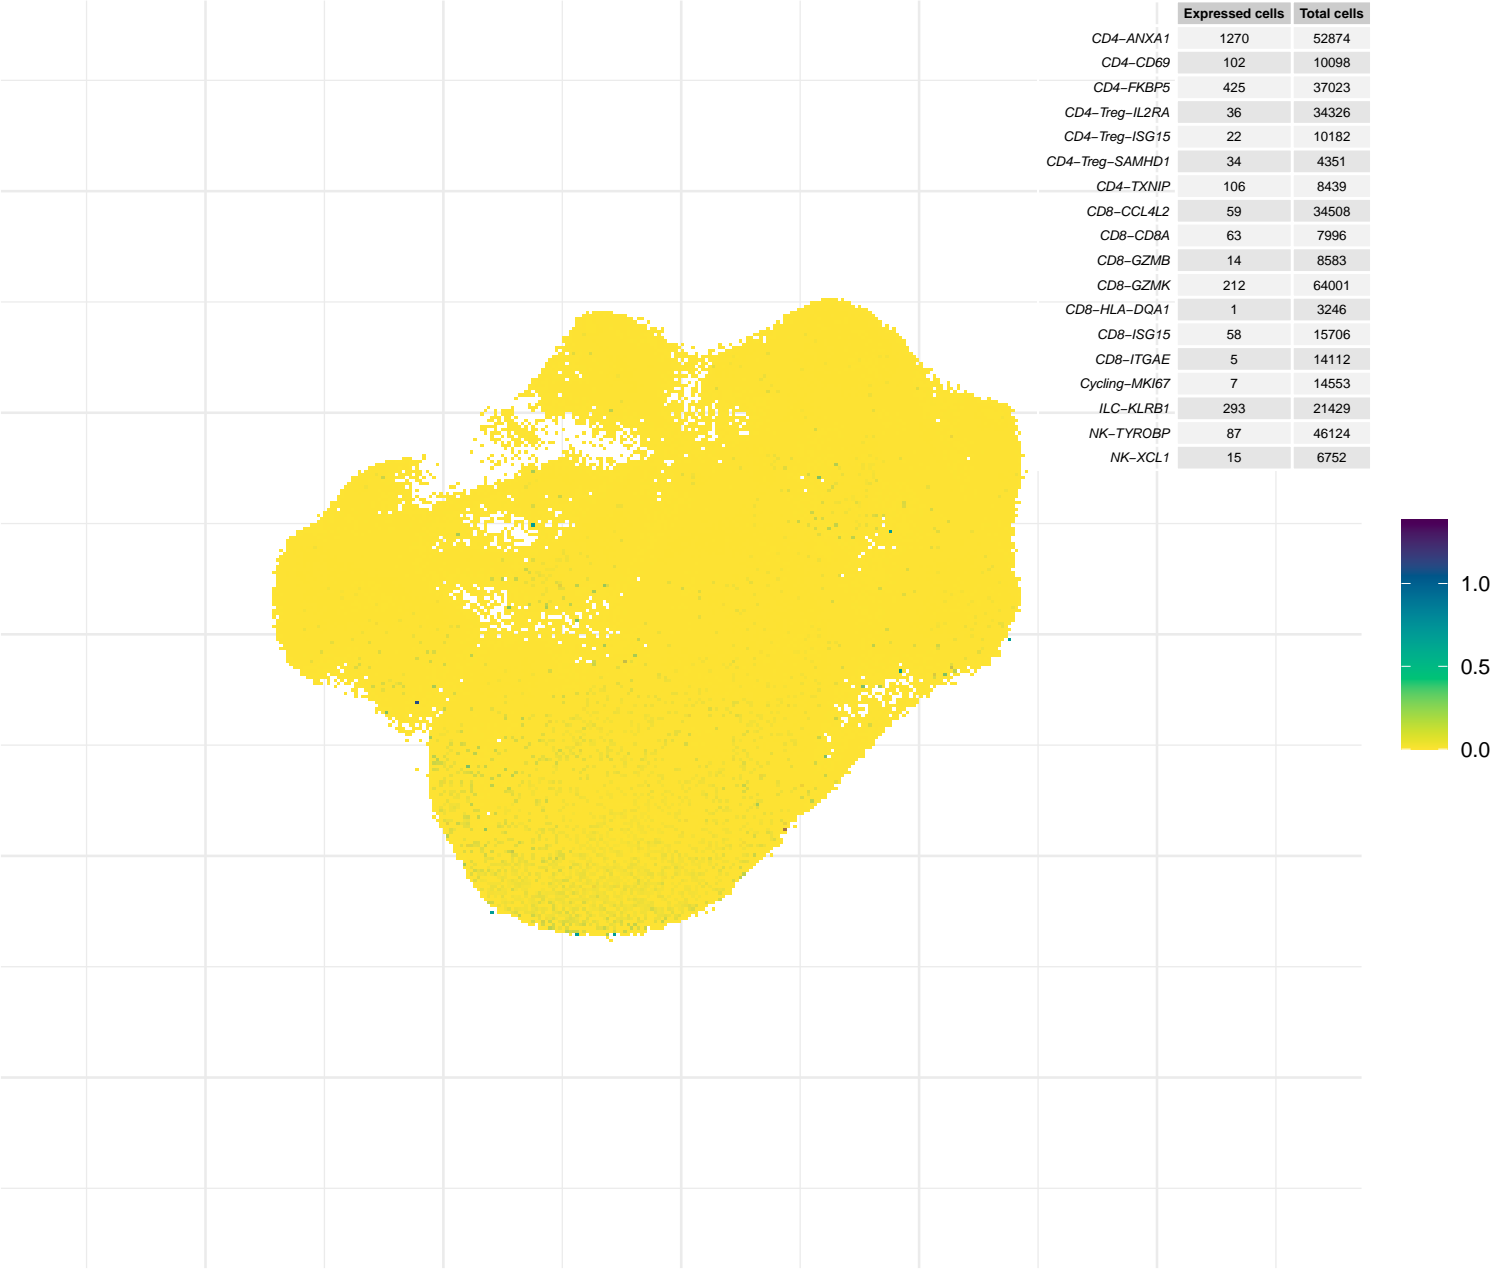 Expressed cells Total cells
CD4−ANXA1 1270 52874
CD4−CD69 102 10098
CD4−FKBP5 425 37023
CD4−Treg−IL2RA 36 34326
CD4−Treg−ISG15 22 10182
CD4−Treg−SAMHD1 34 4351
CD4−TXNIP 106 8439
CD8−CCL4L2 59 34508
CD8−CD8A 63 7996
CD8−GZMB 14 8583
CD8−GZMK 212 64001
CD8−HLA−DQA1 1 3246
CD8−ISG15 58 15706
CD8−ITGAE 5 14112
Cycling−MKI67 7 14553
ILC−KLRB1 293 21429
NK−TYROBP 87 46124
NK−XCL1 15 6752
1.0
0.5
0.0